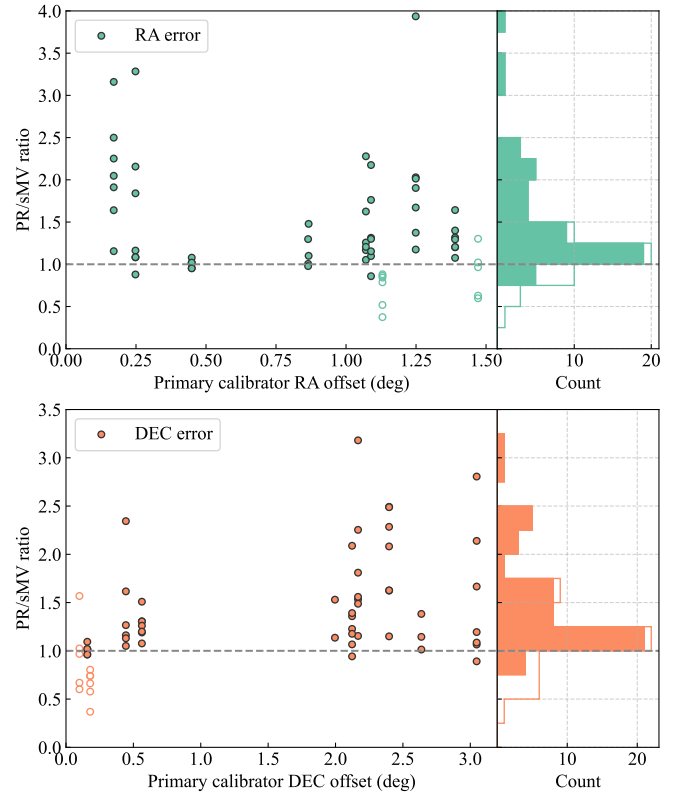 RA error
PR/sMV ratio
4.0
3.5
3.0
2.5
2.0
1.5
1.0
0.5
0.0
0.00 0.25 0.50 0.75 1.00 1.25 1.50
10 20
Primary calibrator RA offset (deg)
Count
DEC error
PR/sMV ratio
3.5
3.0
2.5
2.0
1.5
1.0
0.5
0.0
0.0 0.5 1.0 1.5 2.0 2.5 3.0
10 20
Primary calibrator DEC offset (deg)
Count